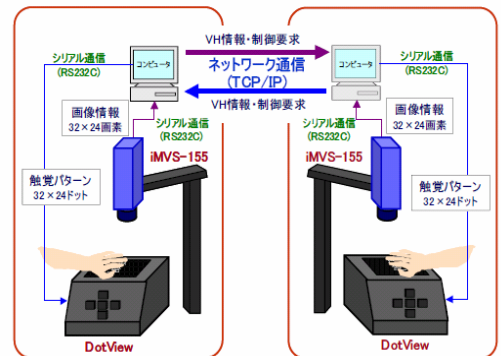 VH情報・制御要求
シリアル通信
(RS232C)
コンピュータ
ネットワーク通信
(TCP/IP)
VH情報・制御要求
コンピュータ
シリアル通信
(RS232C)
画像情報
32×24画素
シリアル通信
(RS232C)
iMVS-155
シリアル通信
(RS232C)
iMVS-155
画像情報
32×24画素
触覚パターン
32×24ドット
触覚パターン
32×24ドット
DotView
DotView